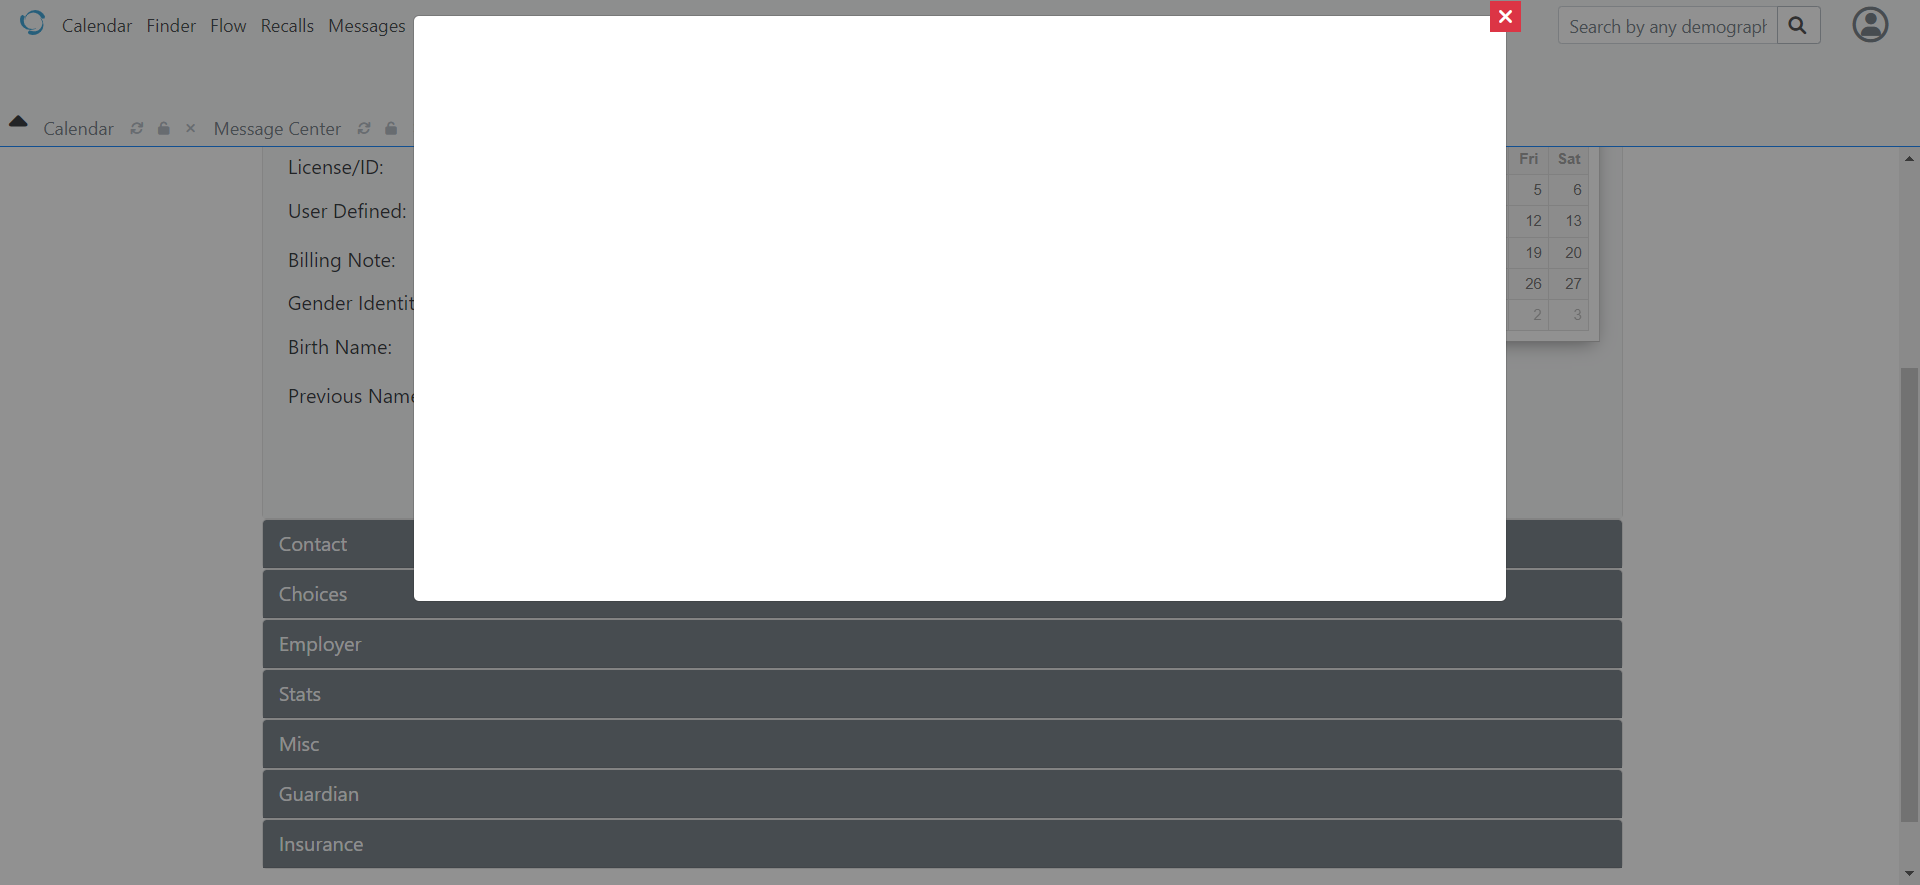 Calendar Finder Flow Recalls Messages
Search by any demograph
Calendar Message Center
License/ID:
User Defined:
Billing Note:
Gender Identit
Birth Name:
Previous Name
Fri Sat
5 6
12 13
19 20
26 27
2 3
Contact
Choices
Employer
Stats
Misc
Guardian
Insurance